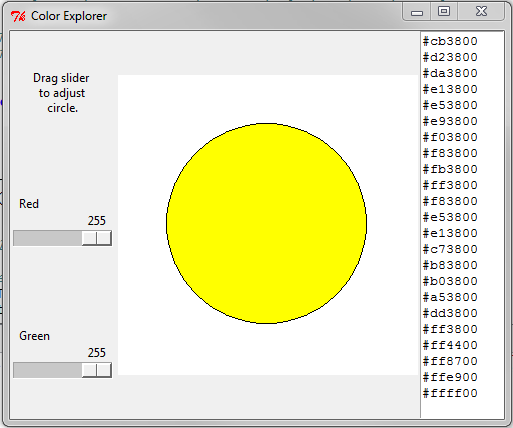 Color Explorer
Drag slider
to adjust
circle.
Red
255
Green
255
#cb3800
#d23800
#da3800
#e13800
#e53800
#e93800
#f03800
#f83800
#fb3800
#ff3800
#f83800
#e53800
#e13800
#c73800
#b83800
#b03800
#a53800
#dd3800
#ff3800
#ff4400
#ff8700
#ffe900
#ffff00